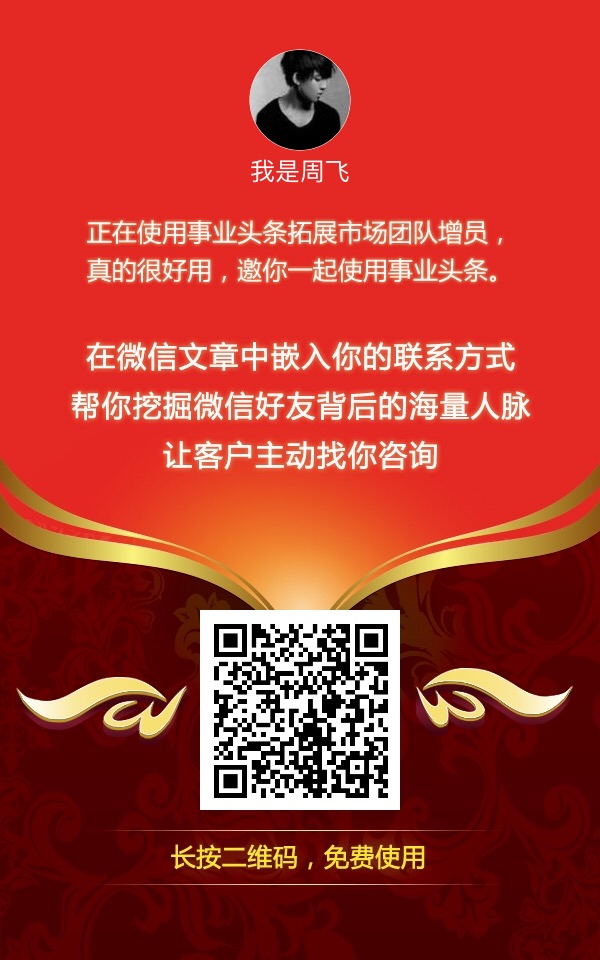 我是周飞
正在使用事业头条拓展市场团队增员，
真的很好用，邀你一起使用事业头条。
在微信文章中嵌入你的联系方式
帮你挖掘微信好友背后的海量人脉
让客户主动找你咨询
长按二维码，免费使用